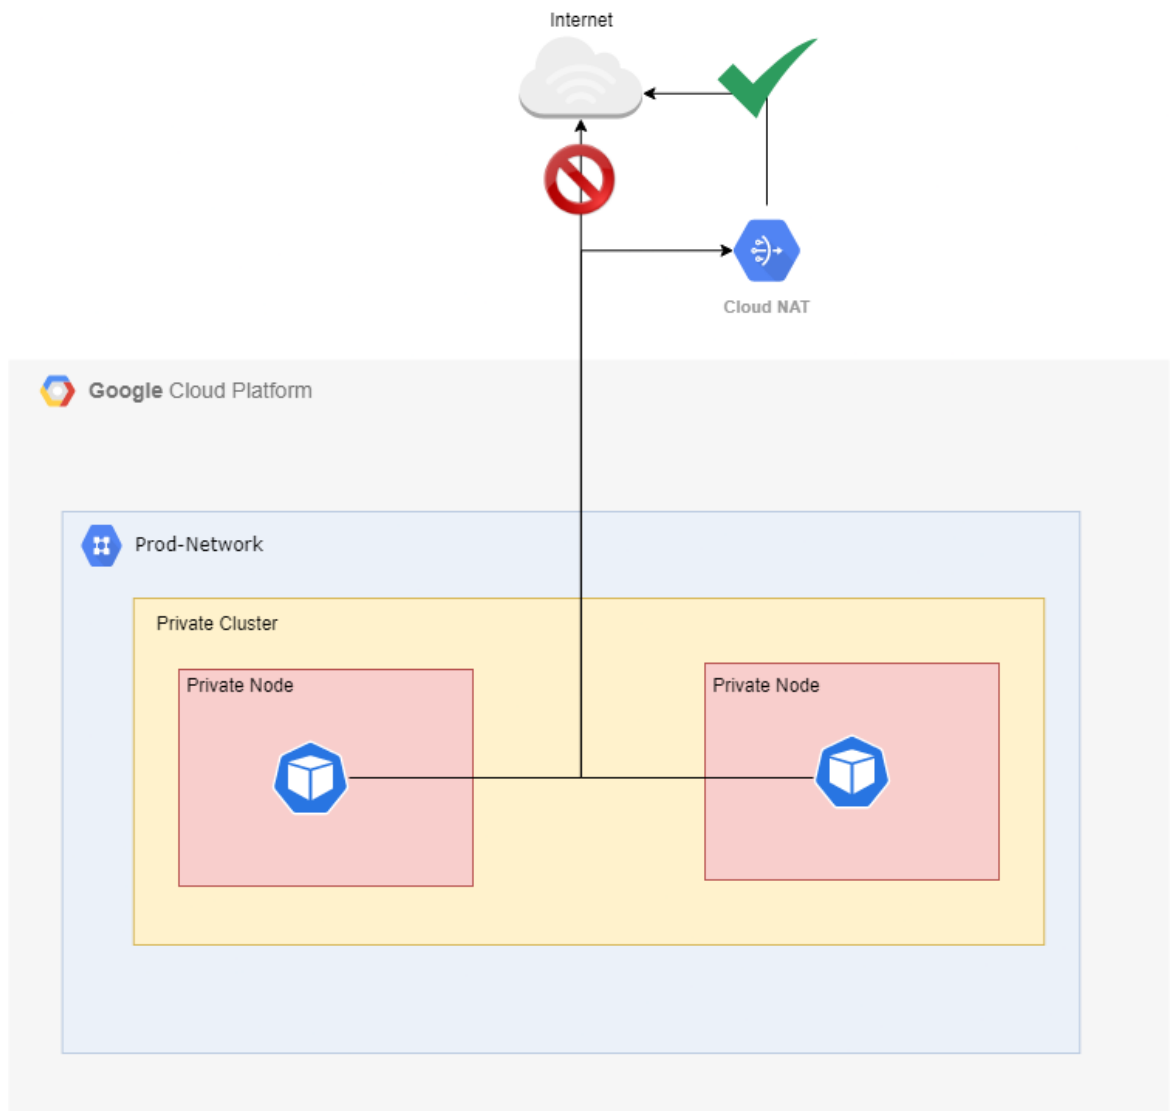 Internet
Cloud NAT
Google Cloud Platform
Prod-Network
Private Cluster
Private Node
Private Node